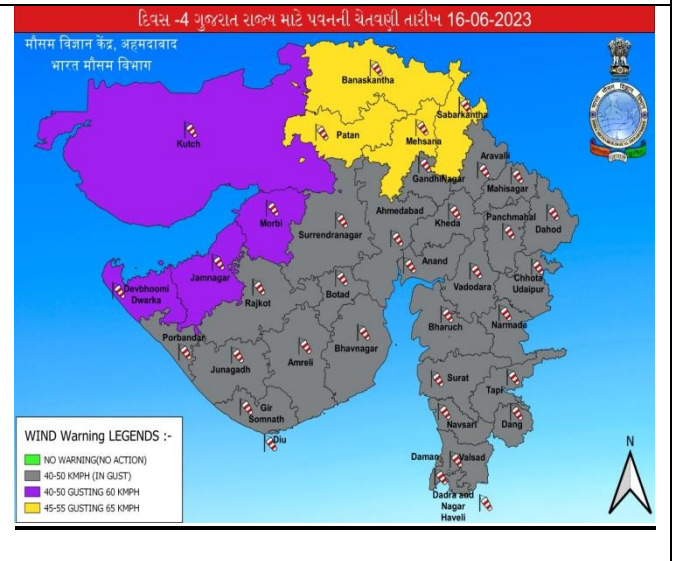 દિવસ -4 ગુજરાત રાજ્ય માટે પવનની ચેતવણી તારીખ 16-06-2023
मौसम विज्ञान केंद्र, अहमदाबाद
भारत मौसम विभाग
Banaskantha
Sabarkantha
Patan
Mehsana
Kutch
Aravalli
GandhiNagar
Mahisagar
Morbi
Ahmedabad
Kheda
Panchmahal
Dahod
Surrendranagar
Anand
Jamnagar
Devbhoomi
Dwarka
Rajkot
Botad
Vadodara
Chhota
Udaipur
Porbandar
Bharuch
Narmada
Junagadh
Amreli
Bhavnagar
Surat
Tapi
Gir
Somnath
Diu
Navsari
Dang
Daman
Valsad
Dadra and
Nagar
Haveli
WIND Warning LEGENDS :-
NO WARNING(NO ACTION)
40-50 KMPH (IN GUST)
40-50 GUSTING 60 KMPH
45-55 GUSTING 65 KMPH
N